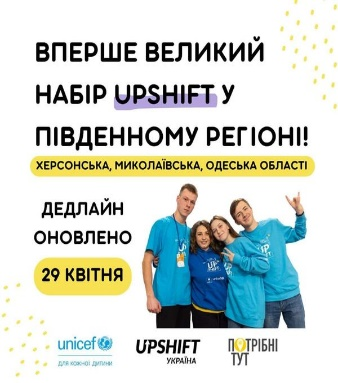 ВПЕРШЕ ВЕЛИКИЙ
НАБІР UPSHIFT У
ПІВДЕННОМУ РЕГІОНІ!
ХЕРСОНСЬКА, МИКОЛАЇВСЬКА, ОДЕСЬКА ОБЛАСТІ
ДЕДЛАЙН
ОНОВЛЕНО
29 КВІТНЯ
unicef
для кожної дитини
UPSHIFT
УКРАЇНА
ПОТРІБНІ
ТУТ